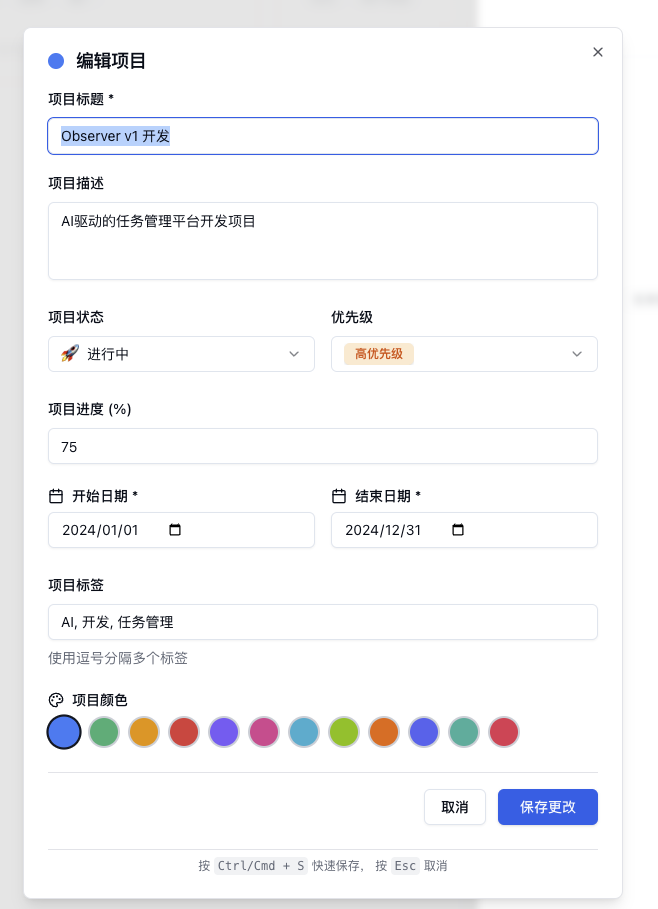 编辑项目
项目标题 *
Observer v1 开发
项目描述
AI驱动的任务管理平台开发项目
项目状态 优先级
🚀 进行中 高优先级
项目进度 (%)
75
开始日期 * 结束日期 *
2024/01/01 2024/12/31
项目标签
AI, 开发, 任务管理
使用逗号分隔多个标签
项目颜色
取消 保存更改
按 Ctrl/Cmd + S 快速保存， 按 Esc 取消